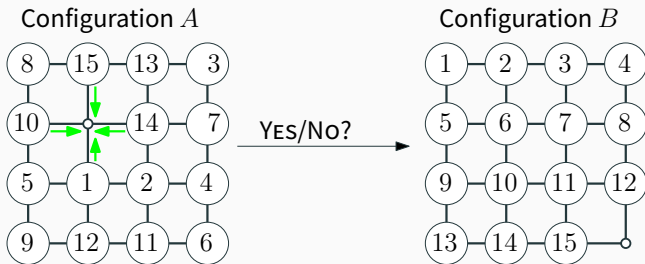 Configuration A
Configuration B
8 15 13 3
10 14 7
5 1 2 4
9 12 11 6
YES/NO?
1 2 3 4
5 6 7 8
9 10 11 12
13 14 15